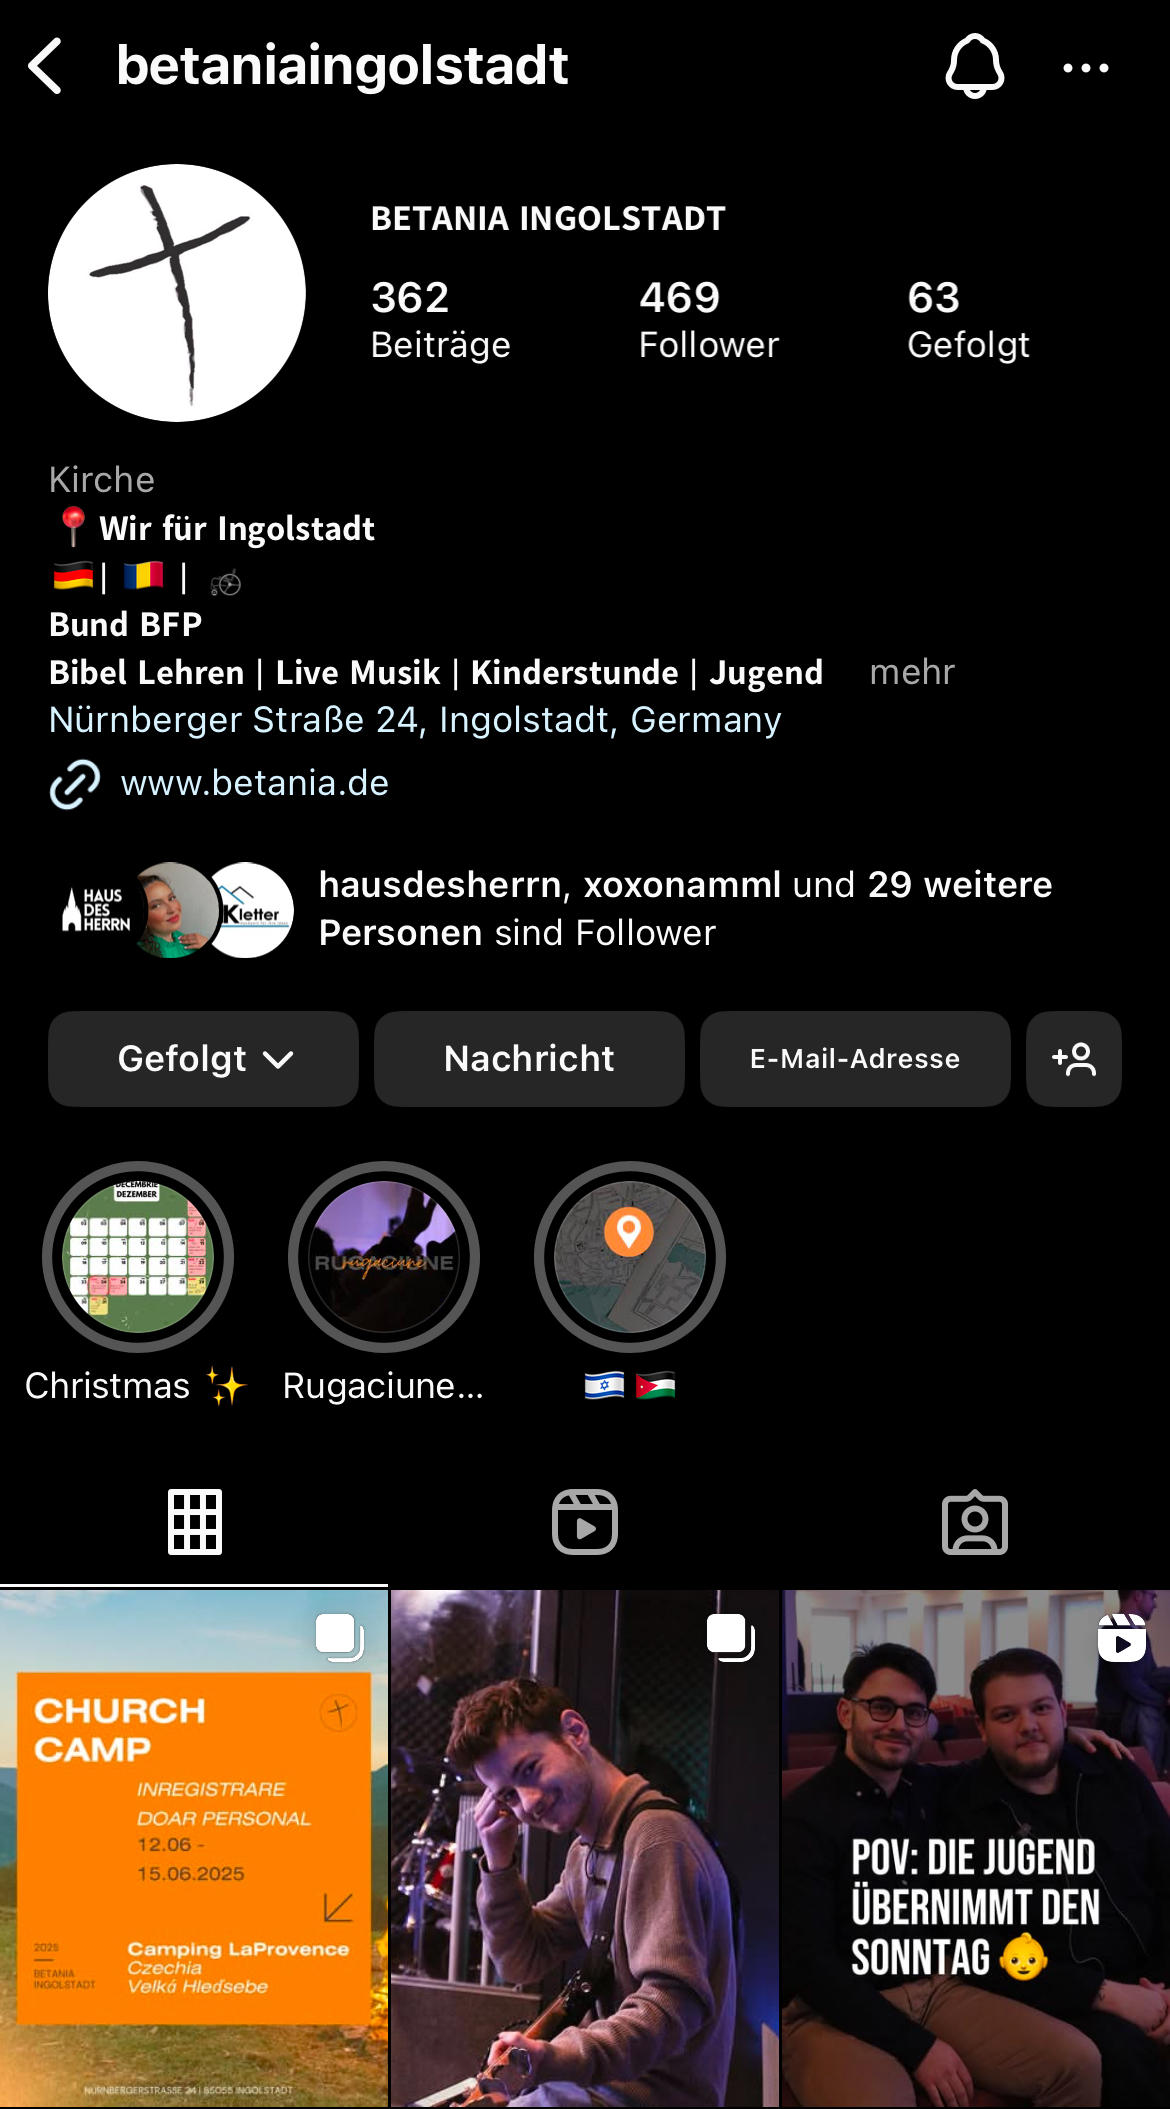 betaniaingolstadt
BETANIA INGOLSTADT
362
469
63
Beiträge
Follower
Gefolgt
Kirche
📍 Wir für Ingolstadt
🇩🇪 | 🇷🇴 | 👩‍🦽
Bund BFP
Bibel Lehren | Live Musik | Kinderstunde | Jugend mehr
Nürnberger Straße 24, Ingolstadt, Germany
www.betania.de
HAUS
DES
HERRN
Kletter
hausdesherrn, xoxonamml und 29 weitere
Personen sind Follower
Gefolgt
Nachricht
E-Mail-Adresse
DECEMBRIE
DEZEMBER
RUGACIUNE
rugaciune
Christmas ✨
Rugaciune...
🇮🇱 🇯🇴
CHURCH
CAMP
INREGISTRARE
DOAR PERSONAL
12.06 -
15.06.2025
2025
BETANIA
INGOLSTADT
Camping LaProvence
Czechia
Velká Hleďsebe
NÜRNBERGERSTRASSE 24 | 85055 INGOLSTADT
POV: DIE JUGEND
ÜBERNIMMT DEN
SONNTAG 👶